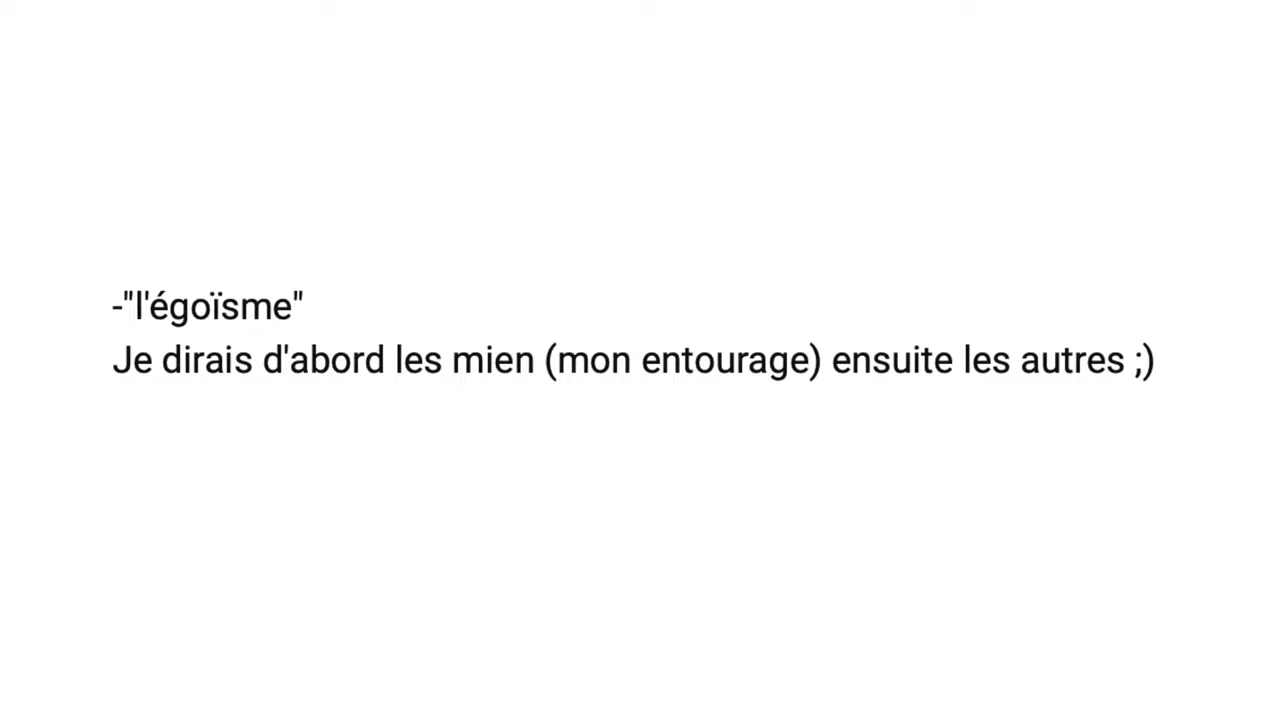 -"l'égoïsme"
Je dirais d'abord les mien (mon entourage) ensuite les autres ;)